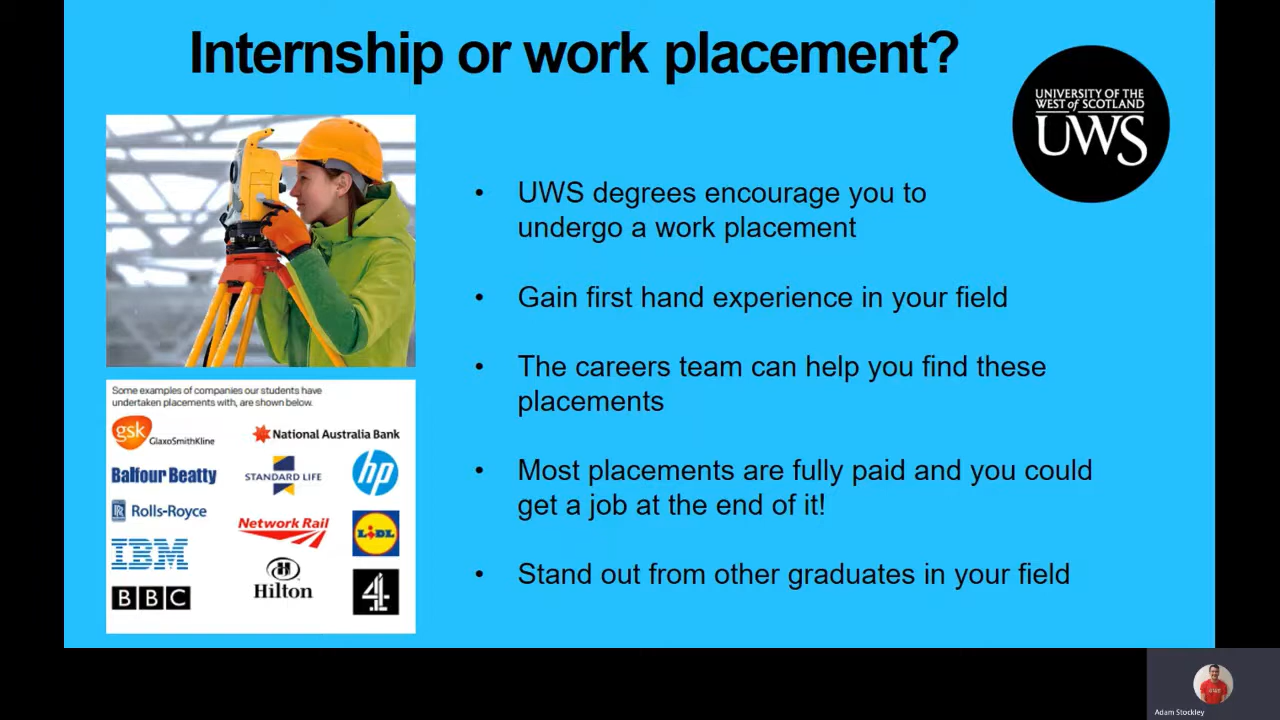 Internship or work placement?
UNIVERSITY OF THE
WEST of SCOTLAND
UWS
• UWS degrees encourage you to
undergo a work placement
• Gain first hand experience in your field
• The careers team can help you find these
placements
• Most placements are fully paid and you could
get a job at the end of it!
• Stand out from other graduates in your field
Some examples of companies our students have
undertaken placements with, are shown below.
gsk GlaxoSmithKline
National Australia Bank
Balfour Beatty
STANDARD LIFE
hp
Rolls-Royce
Network Rail
LIDL
IBM
Hilton
BBC
4
Adam Stockley